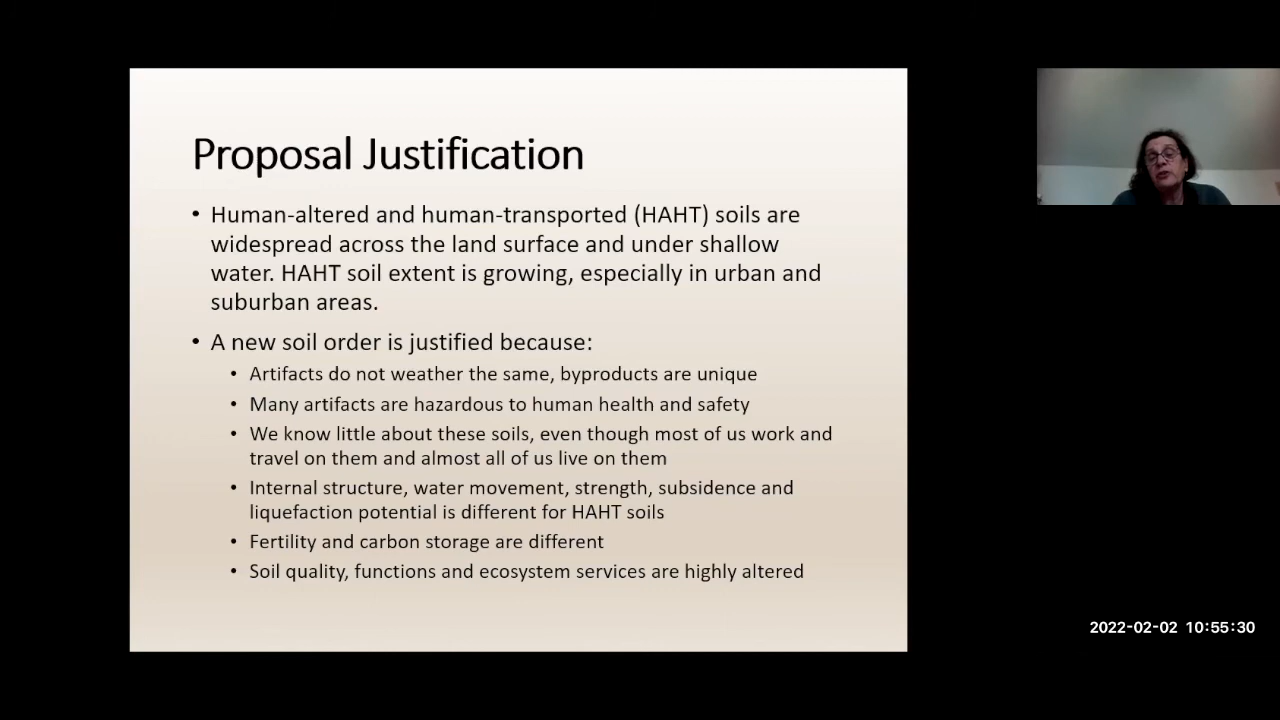 Proposal Justification
• Human-altered and human-transported (HAHT) soils are
widespread across the land surface and under shallow
water. HAHT soil extent is growing, especially in urban and
suburban areas.
• A new soil order is justified because:
• Artifacts do not weather the same, byproducts are unique
• Many artifacts are hazardous to human health and safety
• We know little about these soils, even though most of us work and
travel on them and almost all of us live on them
• Internal structure, water movement, strength, subsidence and
liquefaction potential is different for HAHT soils
• Fertility and carbon storage are different
• Soil quality, functions and ecosystem services are highly altered
2022-02-02 10:55:30